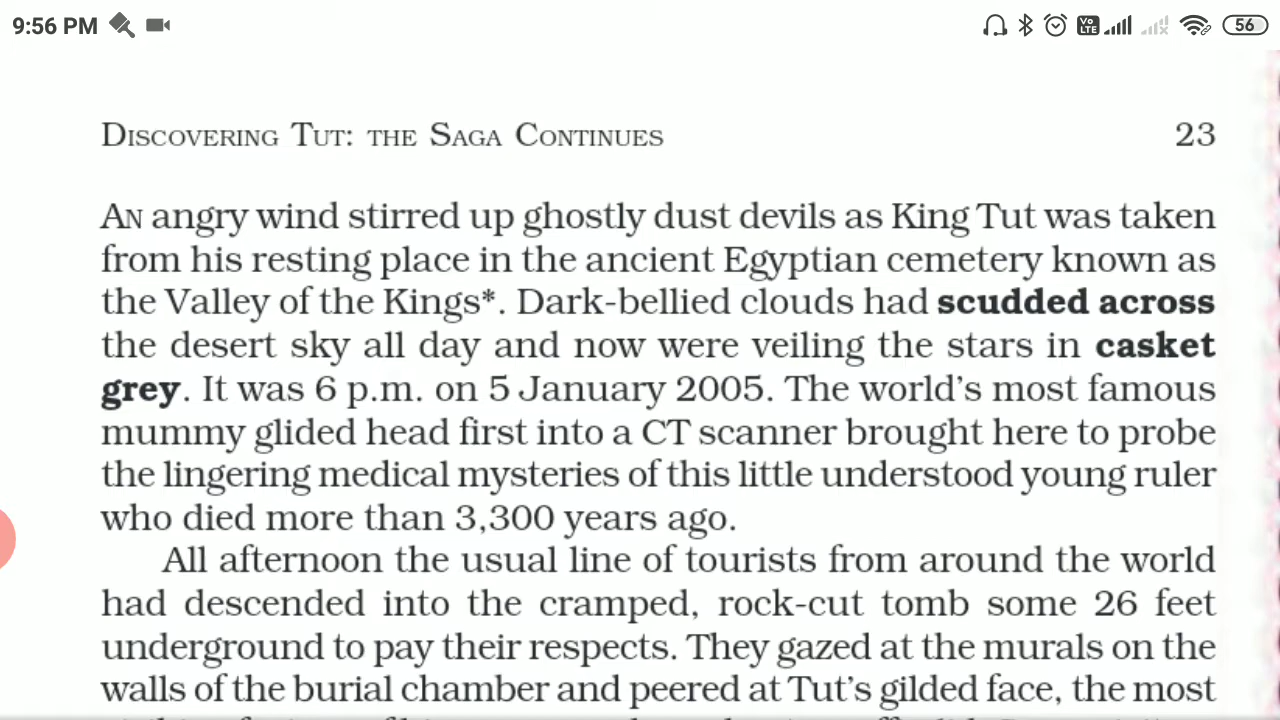 9:56 PM
Vo LTE
56
DISCOVERING TUT: THE SAGA CONTINUES 23
AN angry wind stirred up ghostly dust devils as King Tut was taken
from his resting place in the ancient Egyptian cemetery known as
the Valley of the Kings*. Dark-bellied clouds had scudded across
the desert sky all day and now were veiling the stars in casket
grey. It was 6 p.m. on 5 January 2005. The world's most famous
mummy glided head first into a CT scanner brought here to probe
the lingering medical mysteries of this little understood young ruler
who died more than 3,300 years ago.
All afternoon the usual line of tourists from around the world
had descended into the cramped, rock-cut tomb some 26 feet
underground to pay their respects. They gazed at the murals on the
walls of the burial chamber and peered at Tut's gilded face, the most